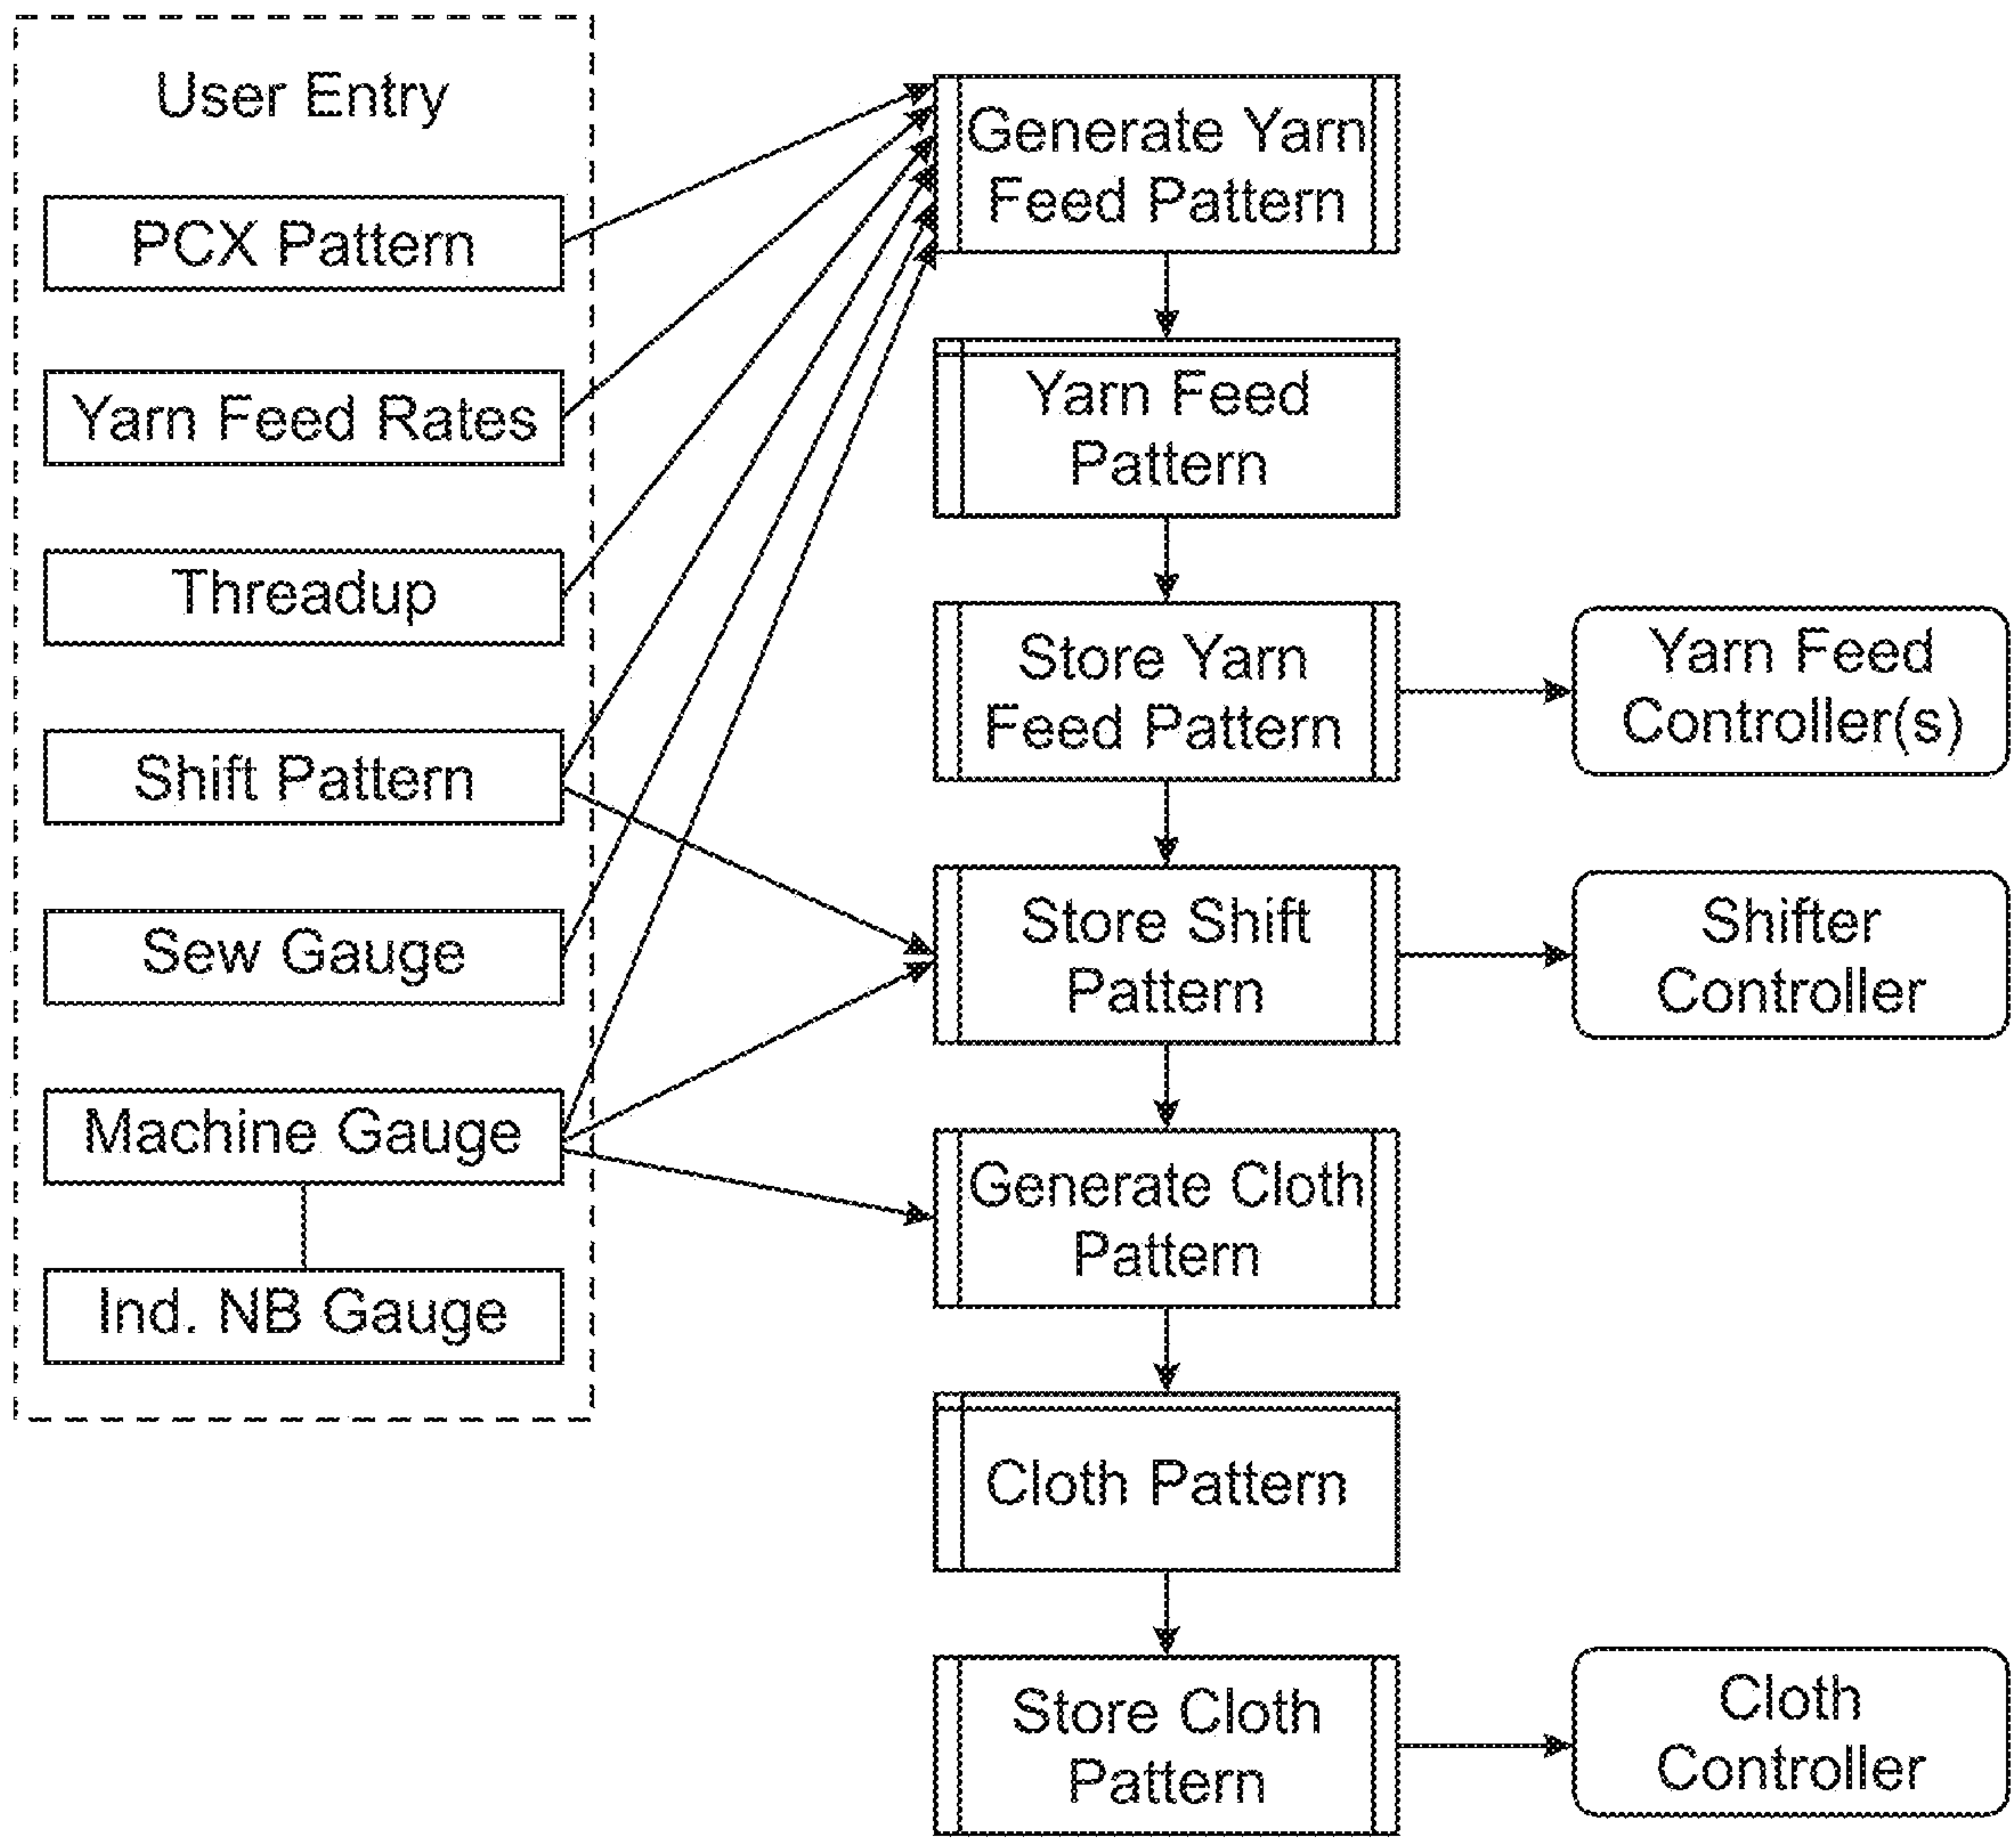 User Entry
PCX Pattern
Yarn Feed Rates
Threadup
Shift Pattern
Sew Gauge
Machine Gauge
Ind. NB Gauge
Generate Yarn
Feed Pattern
Yarn Feed
Pattern
Store Yarn
Feed Pattern
Yarn Feed
Controller(s)
Store Shift
Pattern
Shifter
Controller
Generate Cloth
Pattern
Cloth Pattern
Store Cloth
Pattern
Cloth
Controller